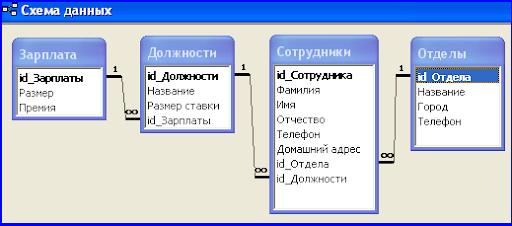 Схема данных
Зарплата
id_Зарплаты
Размер
Премия
1
∞
Должности
id_Должности
Название
Размер ставки
id_Зарплаты
1
∞
Сотрудники
id_Сотрудника
Фамилия
Имя
Отчество
Телефон
Домашний адрес
id_Отдела
id_Должности
1
∞
Отделы
id_Отдела
Название
Город
Телефон